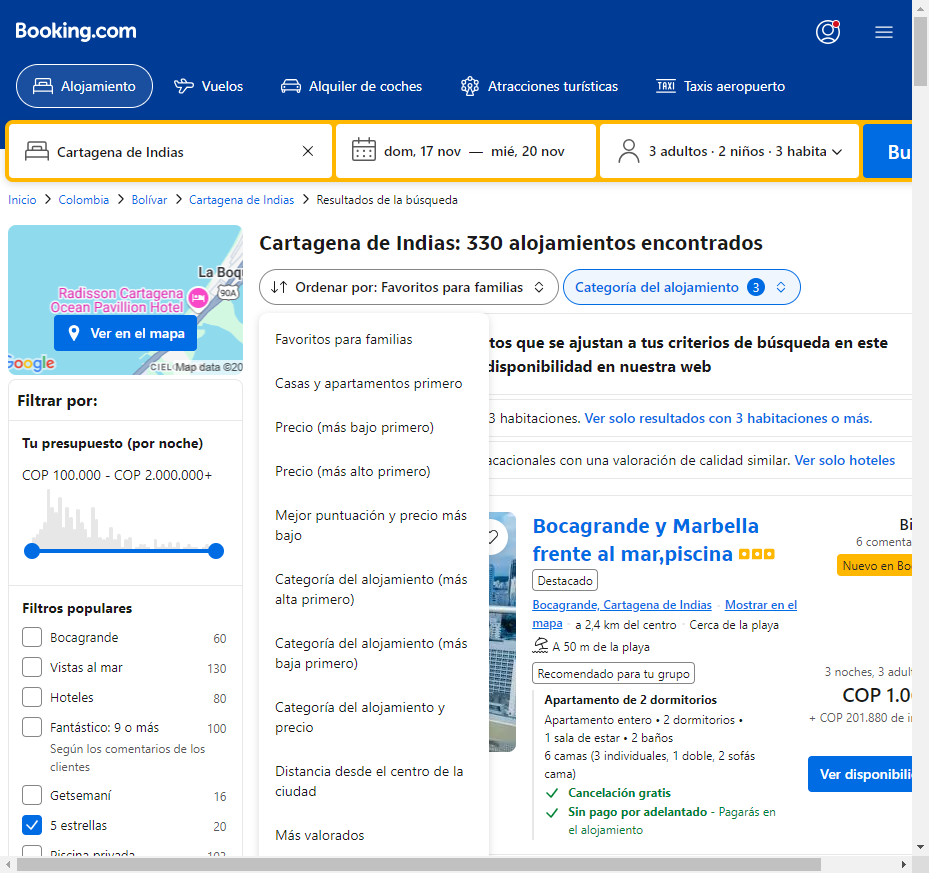 Booking.com
Alojamiento
Vuelos
Alquiler de coches
Atracciones turísticas
TAXI
Taxis aeropuerto
Cartagena de Indias
dom, 17 nov — mié, 20 nov
3 adultos · 2 niños · 3 habita
Bu
Inicio
Colombia
Bolívar
Cartagena de Indias
Resultados de la búsqueda
La Boq
90A
Radisson Cartagena
Ocean Pavillion Hotel
Ver en el mapa
Google
CIEL
Map data ©20
Filtrar por:
Tu presupuesto (por noche)
COP 100.000 - COP 2.000.000+
Filtros populares
Bocagrande
60
Vistas al mar
130
Hoteles
80
Fantástico: 9 o más
100
Según los comentarios de los
clientes
Getsemaní
16
5 estrellas
20
Piscina privada
102
Cartagena de Indias: 330 alojamientos encontrados
Ordenar por: Favoritos para familias
Categoría del alojamiento 3
Favoritos para familias
Casas y apartamentos primero
Precio (más bajo primero)
Precio (más alto primero)
Mejor puntuación y precio más
bajo
Categoría del alojamiento (más
alta primero)
Categoría del alojamiento (más
baja primero)
Categoría del alojamiento y
precio
Distancia desde el centro de la
ciudad
Más valorados
tos que se ajustan a tus criterios de búsqueda en este
disponibilidad en nuestra web
3 habitaciones. Ver solo resultados con 3 habitaciones o más.
acacionales con una valoración de calidad similar. Ver solo hoteles
Bocagrande y Marbella
frente al mar,piscina
Destacado
Bocagrande, Cartagena de Indias · Mostrar en el
mapa · a 2,4 km del centro · Cerca de la playa
A 50 m de la playa
Recomendado para tu grupo
Apartamento de 2 dormitorios
Apartamento entero • 2 dormitorios •
1 sala de estar • 2 baños
6 camas (3 individuales, 1 doble, 2 sofás
cama)
Cancelación gratis
Sin pago por adelantado - Pagarás en
el alojamiento
Bi
6 comenta
Nuevo en Bo
3 noches, 3 adul
COP 1.0
+ COP 201.880 de i
Ver disponibili